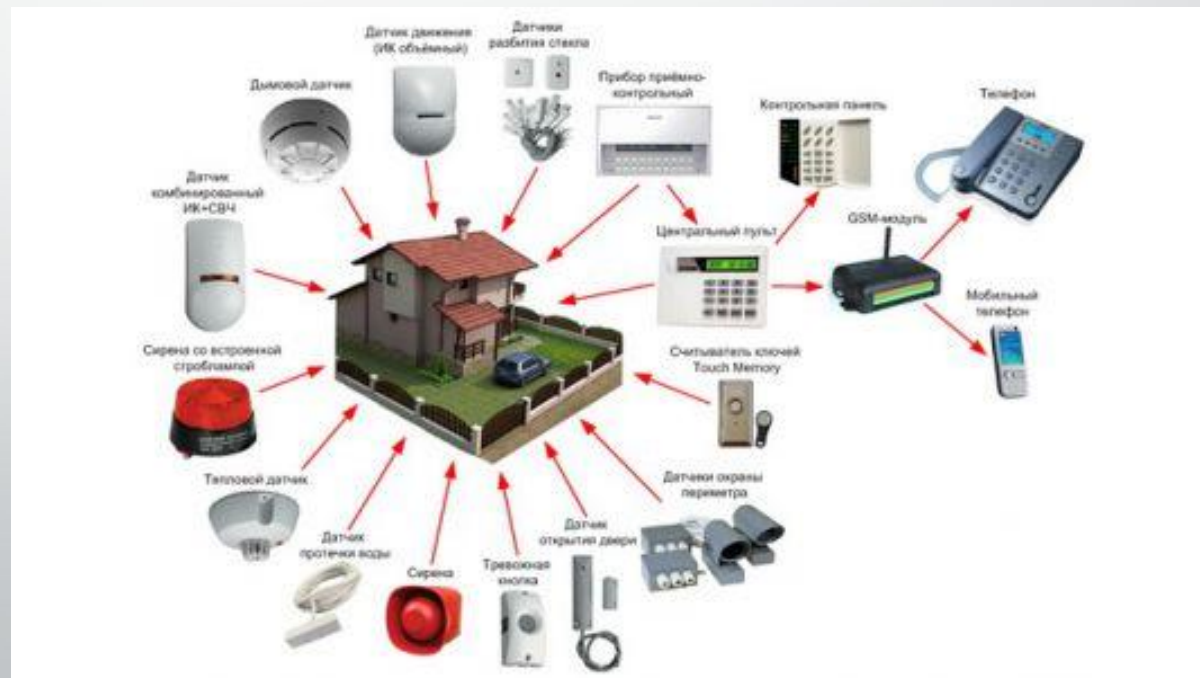 Датчик движения
(ИК объёмный)
Датчики
разбития стекла
Дымовой датчик
Прибор приёмно-
контрольный
Контрольная панель
Телефон
Датчик
комбинированный
ИК+СВЧ
Центральный пульт
GSM-модуль
Мобильный
телефон
Сирена со встроенной
строблампой
Считыватель ключей
Touch Memory
Тепловой датчик
Датчик
протечки воды
Сирена
Тревожная
кнопка
Датчик
открытия двери
Датчики охраны
периметра